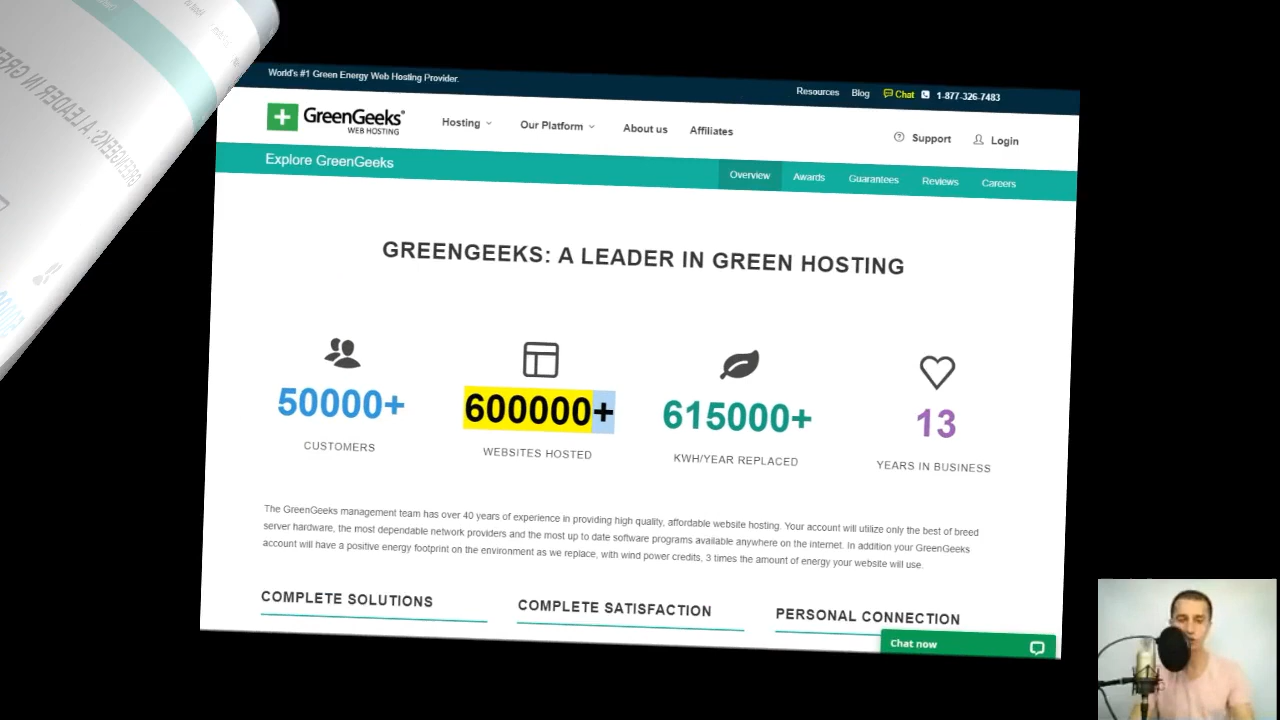 World's #1 Green Energy Web Hosting Provider.
Resources Blog Chat 1-877-326-7483
GreenGeeks®
WEB HOSTING
Hosting Our Platform About us Affiliates Support Login
Explore GreenGeeks
Overview Awards Guarantees Reviews Careers
GREENGEEKS: A LEADER IN GREEN HOSTING
50000+ 600000+ 615000+ 13
CUSTOMERS WEBSITES HOSTED KWH/YEAR REPLACED YEARS IN BUSINESS
The GreenGeeks management team has over 40 years of experience in providing high quality, affordable website hosting. Your account will utilize only the best of breed
server hardware, the most dependable network providers and the most up to date software programs available anywhere on the internet. In addition your GreenGeeks
account will have a positive energy footprint on the environment as we replace, with wind power credits, 3 times the amount of energy your website will use.
COMPLETE SOLUTIONS COMPLETE SATISFACTION PERSONAL CONNECTION
Chat now